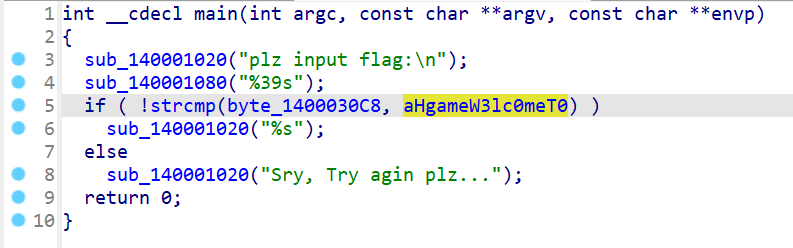 1 int __cdecl main(int argc, const char **argv, const char **envp)
2 {
3 sub_140001020("plz input flag:\n");
4 sub_140001080("%39s");
5 if ( !strcmp(byte_1400030C8, aHgameW3lc0meT0) )
6 sub_140001020("%s");
7 else
8 sub_140001020("Sry, Try agin plz...");
9 return 0;
10 }